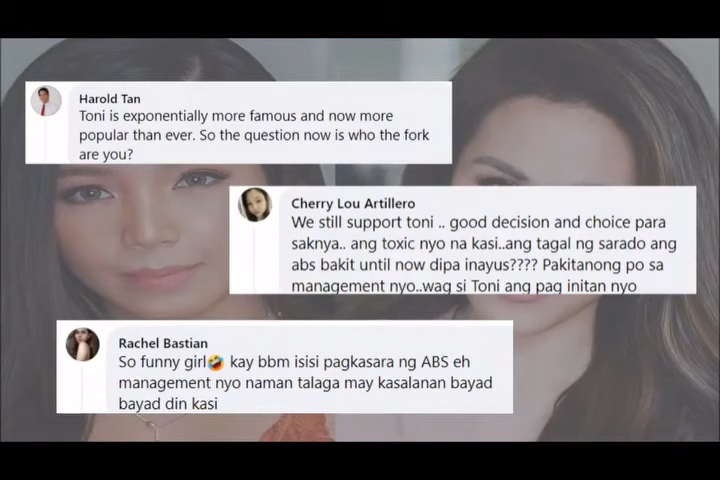 Harold Tan
Toni is exponentially more famous and now more
popular than ever. So the question now is who the fork
are you?
Cherry Lou Artillero
We still support toni .. good decision and choice para
saknya.. ang toxic nyo na kasi..ang tagal ng sarado ang
abs bakit until now dipa inayus???? Pakitanong po sa
management nyo..wag si Toni ang pag initan nyo
Rachel Bastian
So funny girl🤣 kay bbm isisi pagkasara ng ABS eh
management nyo naman talaga may kasalanan bayad
bayad din kasi